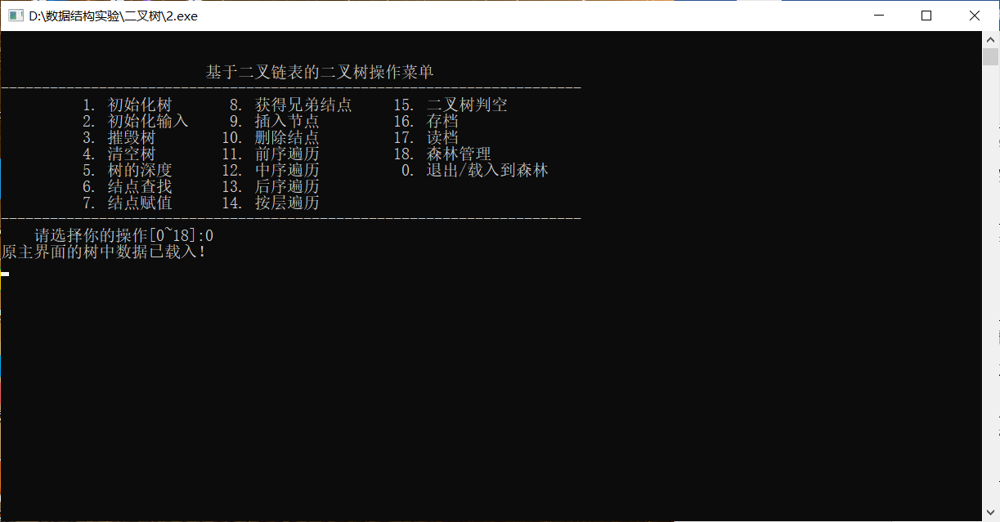 D:\数据结构实验\二叉树\2.exe
基于二叉链表的二叉树操作菜单
-----------------------------------------------------------------------
1. 初始化树 8. 获得兄弟结点 15. 二叉树判空
2. 初始化输入 9. 插入节点 16. 存档
3. 摧毁树 10. 删除结点 17. 读档
4. 清空树 11. 前序遍历 18. 森林管理
5. 树的深度 12. 中序遍历 0. 退出/载入到森林
6. 结点查找 13. 后序遍历
7. 结点赋值 14. 按层遍历
-----------------------------------------------------------------------
请选择你的操作[0~18]:0
原主界面的树中数据已载入!